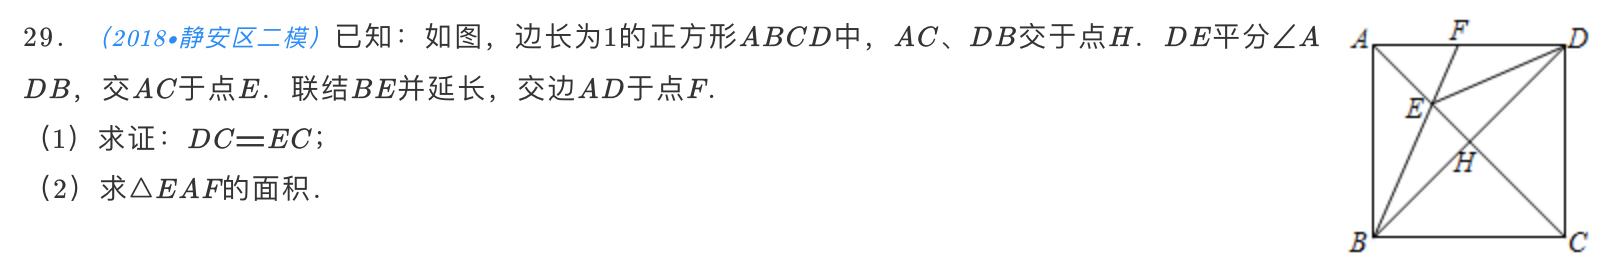 29. （2018•静安区二模）已知：如图，边长为1的正方形ABCD中，AC、DB交于点H．DE平分∠A
DB，交AC于点E．联结BE并延长，交边AD于点F．
（1）求证：DC=EC；
（2）求△EAF的面积．
A F D
E
H
B C